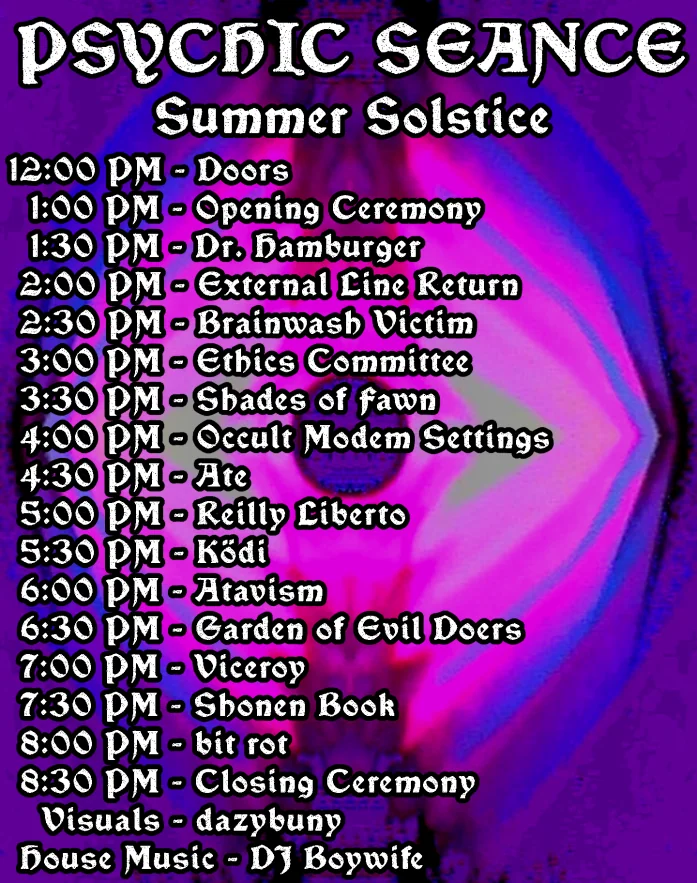 PSYCHIC SEANCE
Summer Solstice
12:00 PM - Doors
1:00 PM - Opening Ceremony
1:30 PM - Dr. Hamburger
2:00 PM - External Line Return
2:30 PM - Brainwash Victim
3:00 PM - Ethics Committee
3:30 PM - Shades of Fawn
4:00 PM - Occult Modem Settings
4:30 PM - Ate
5:00 PM - Reilly Liberto
5:30 PM - Ködi
6:00 PM - Atavism
6:30 PM - Garden of Evil Doers
7:00 PM - Viceroy
7:30 PM - Shonen Book
8:00 PM - bit rot
8:30 PM - Closing Ceremony
Visuals - dazybuny
House Music - DJ Boywife